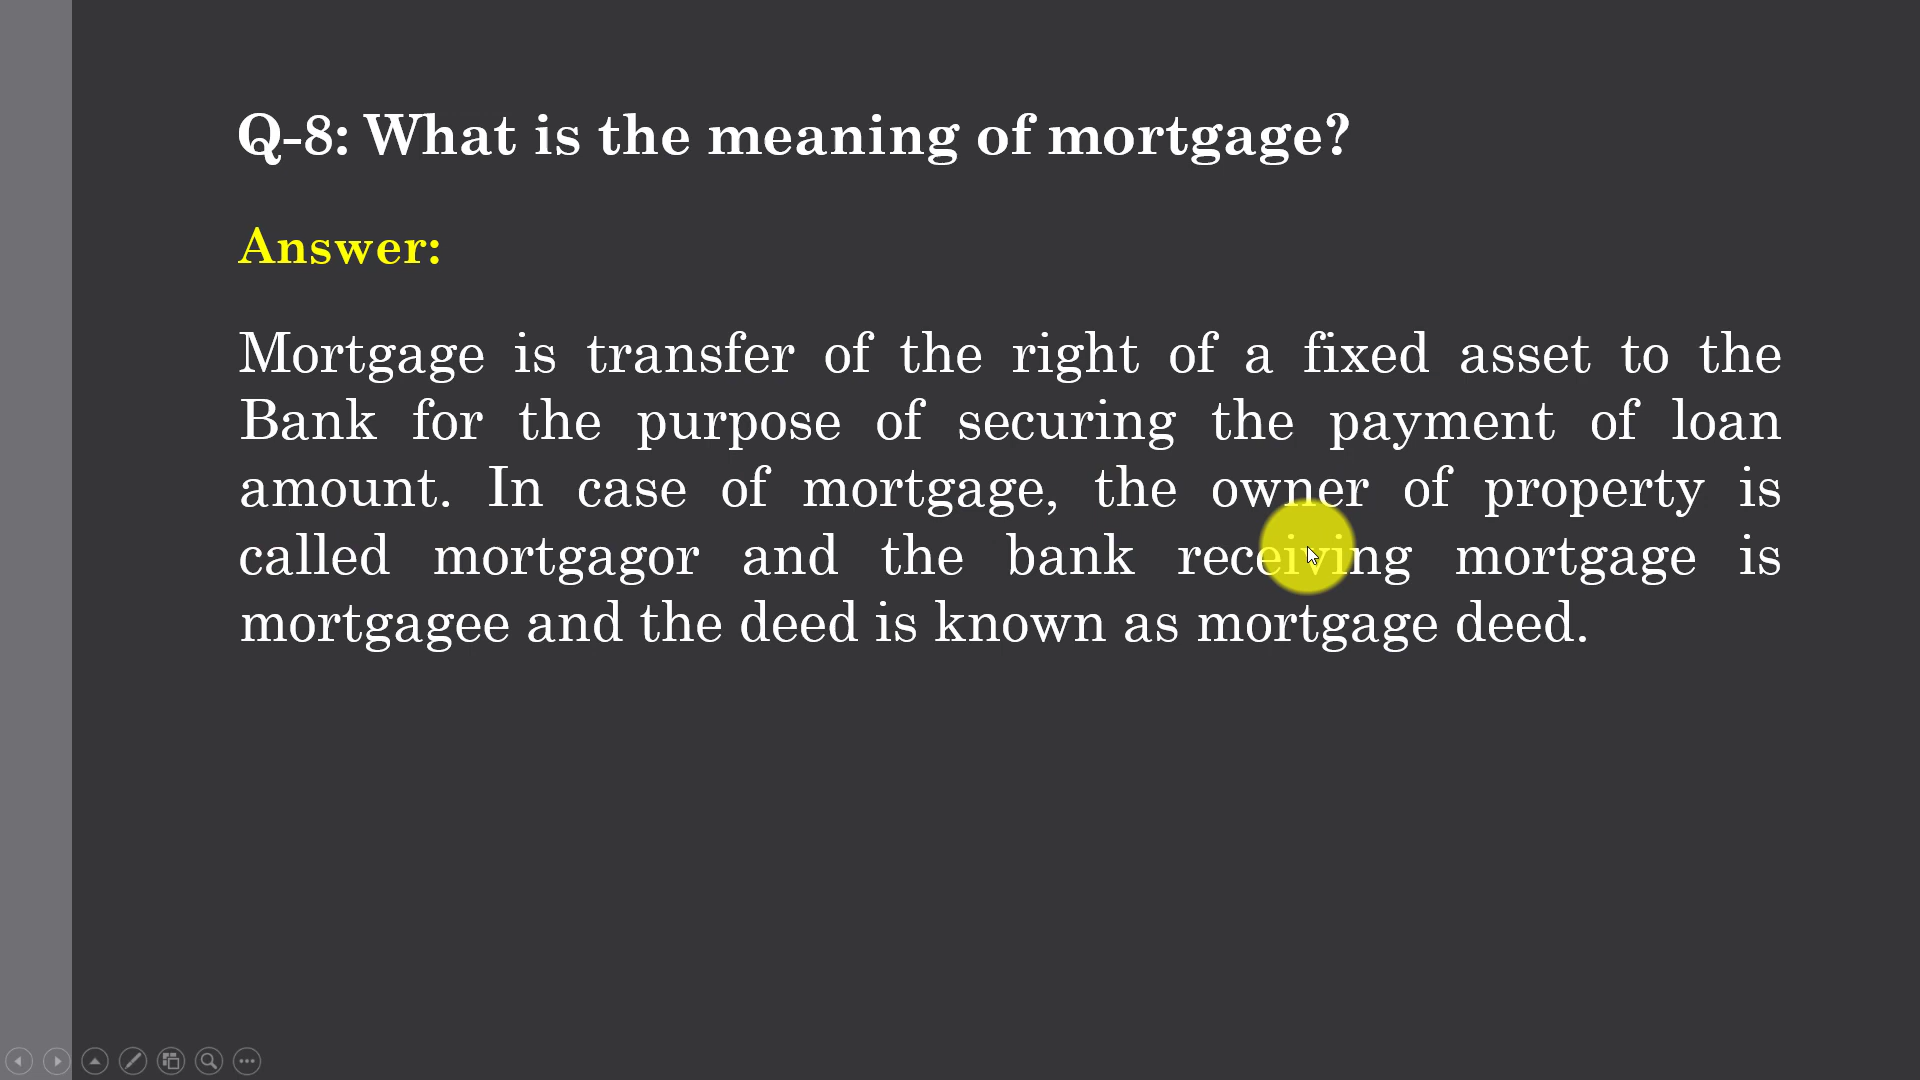 Q-8: What is the meaning of mortgage?
Answer:
Mortgage is transfer of the right of a fixed asset to the
Bank for the purpose of securing the payment of loan
amount. In case of mortgage, the owner of property is
called mortgagor and the bank receiving mortgage is
mortgagee and the deed is known as mortgage deed.